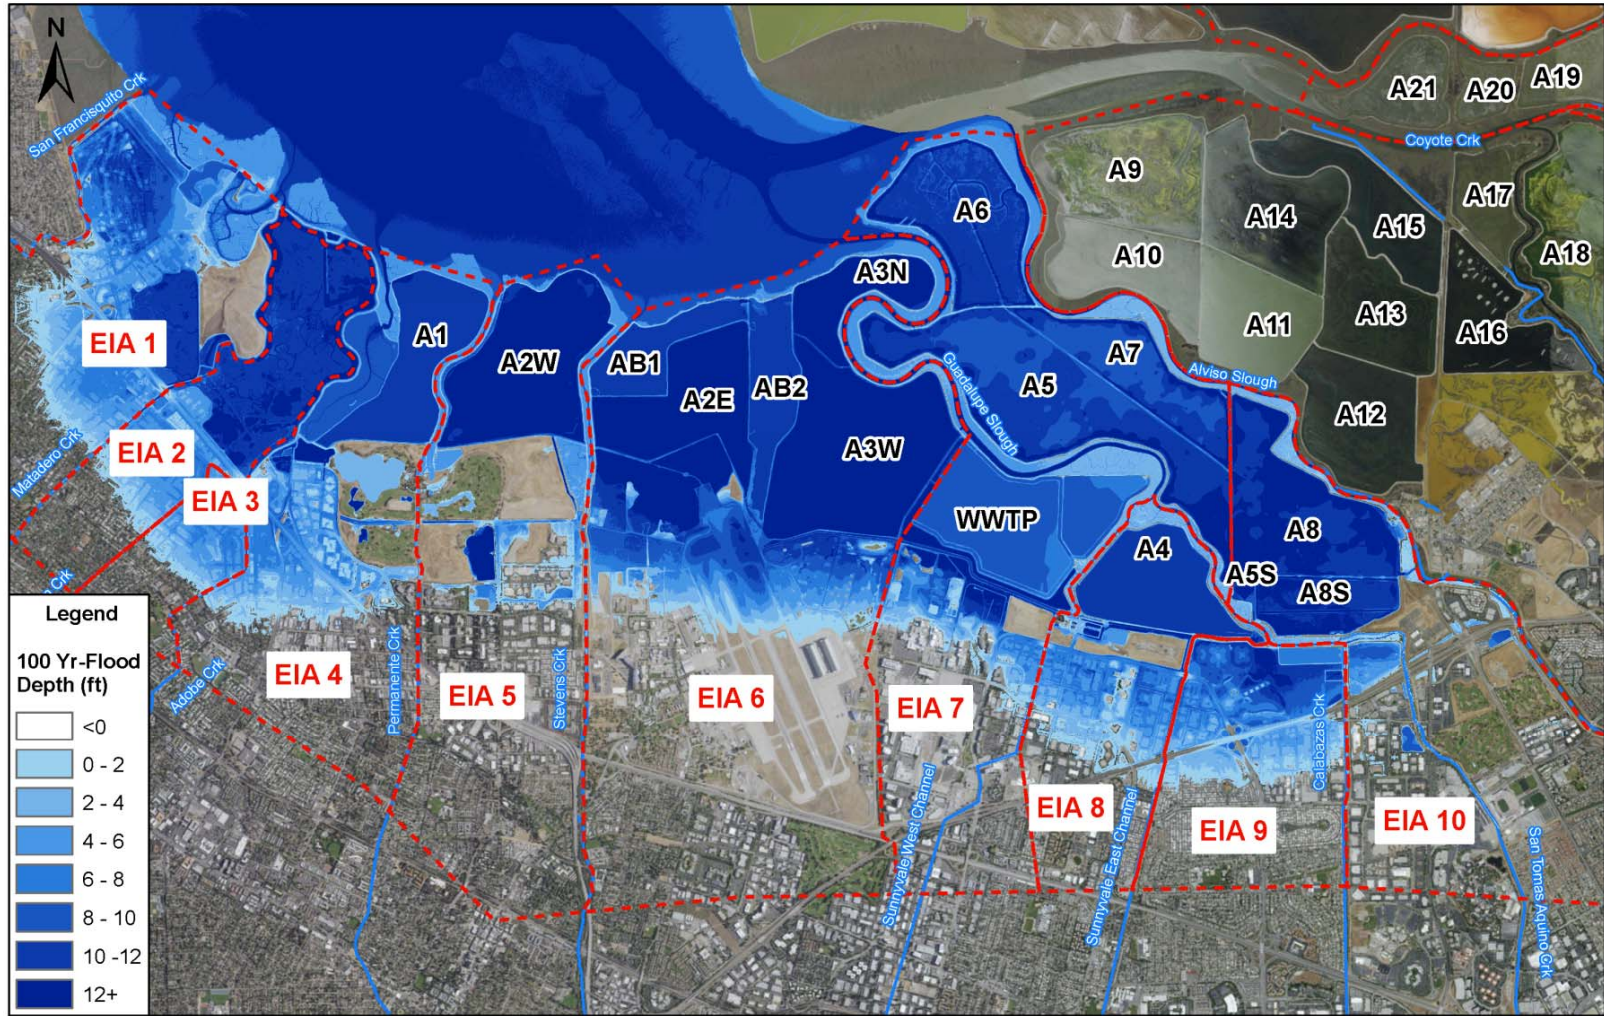 N
San Francisquito Crk
A21
A20
A19
Coyote Crk
A9
A14
A15
A17
A18
A6
A10
A3N
A11
A13
A16
EIA 1
A1
A2W
AB1
A2E
AB2
A5
A7
Alviso Slough
Guadalupe Slough
A12
Matadero Crk
EIA 2
EIA 3
A3W
WWTP
A4
A8
A5S
A8S
Crk
Adobe Crk
EIA 4
Permanente Crk
EIA 5
Stevens Crk
EIA 6
EIA 7
Sunnyvale West Channel
EIA 8
Sunnyvale East Channel
EIA 9
Calabazas Crk
EIA 10
San Tomas Aquino Crk
Legend
100 Yr-Flood
Depth (ft)
<0
0 - 2
2 - 4
4 - 6
6 - 8
8 - 10
10 -12
12+